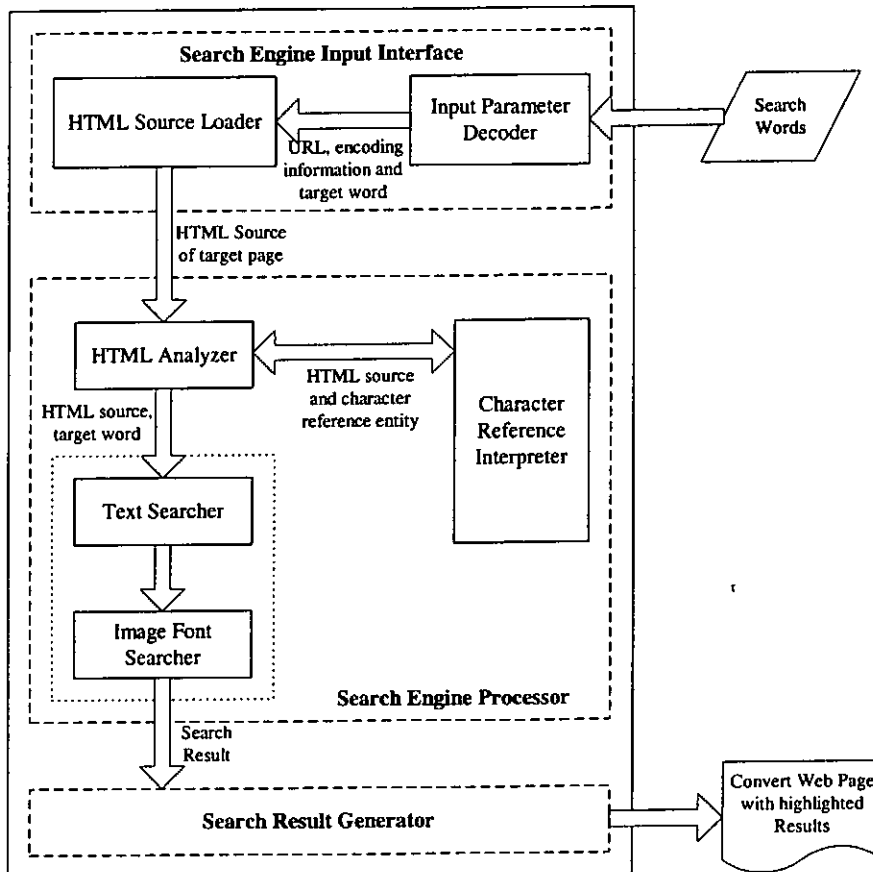 Search Engine Input Interface
HTML Source Loader
Input Parameter
Decoder
Search
Words
URL, encoding
information and
target word
HTML Source
of target page
HTML Analyzer
HTML source
and character
reference entity
Character
Reference
Interpreter
HTML source,
target word
Text Searcher
Image Font
Searcher
Search Engine Processor
Search
Result
Search Result Generator
Convert Web Page
with highlighted
Results